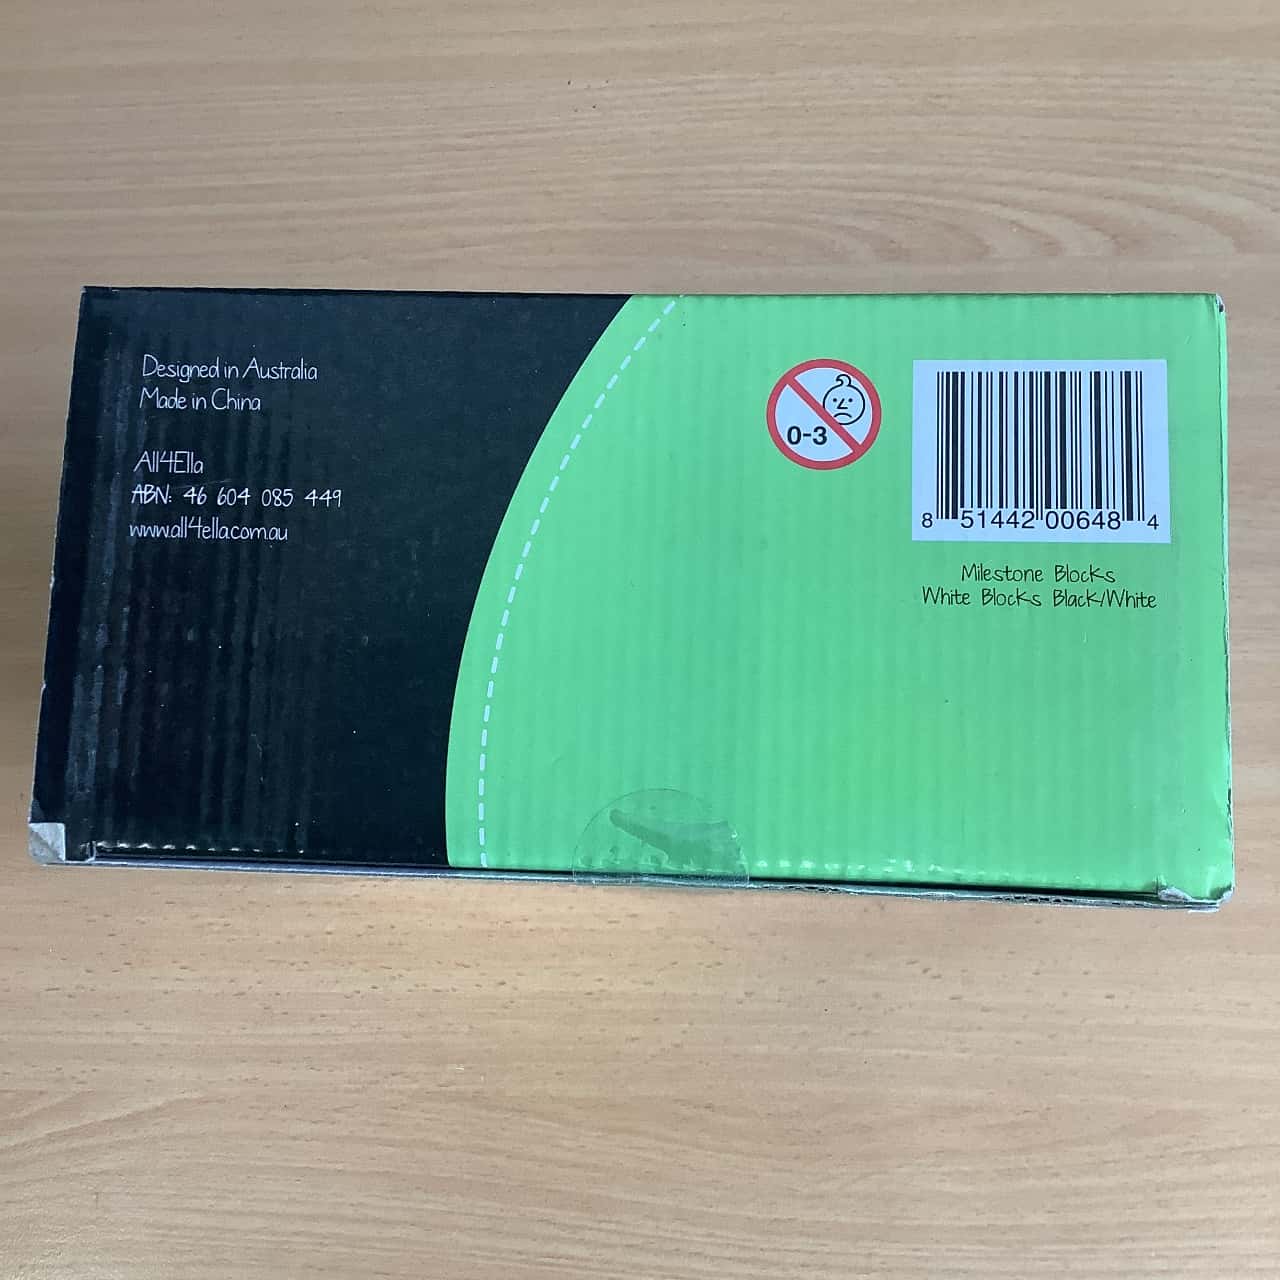 Designed in Australia
Made in China
All4Ella
ABN: 46 604 085 449
www.all4ella.com.au
0-3
8 51442 00648 4
Milestone Blocks
White Blocks Black/White